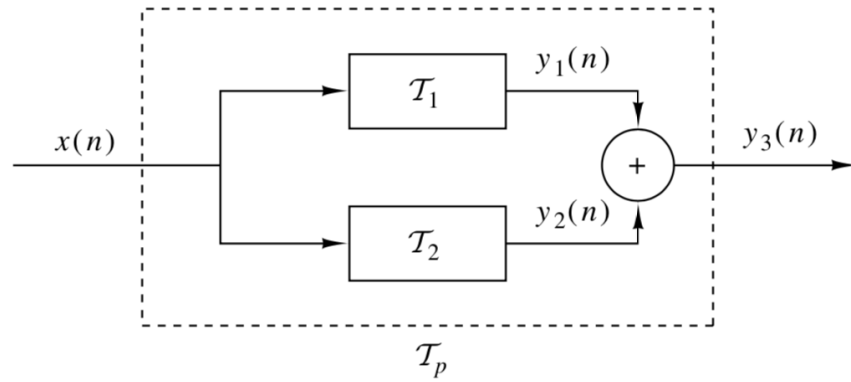 𝒯₁
y₁(n)
x(n)
+
y₃(n)
𝒯₂
y₂(n)
𝒯ₚ